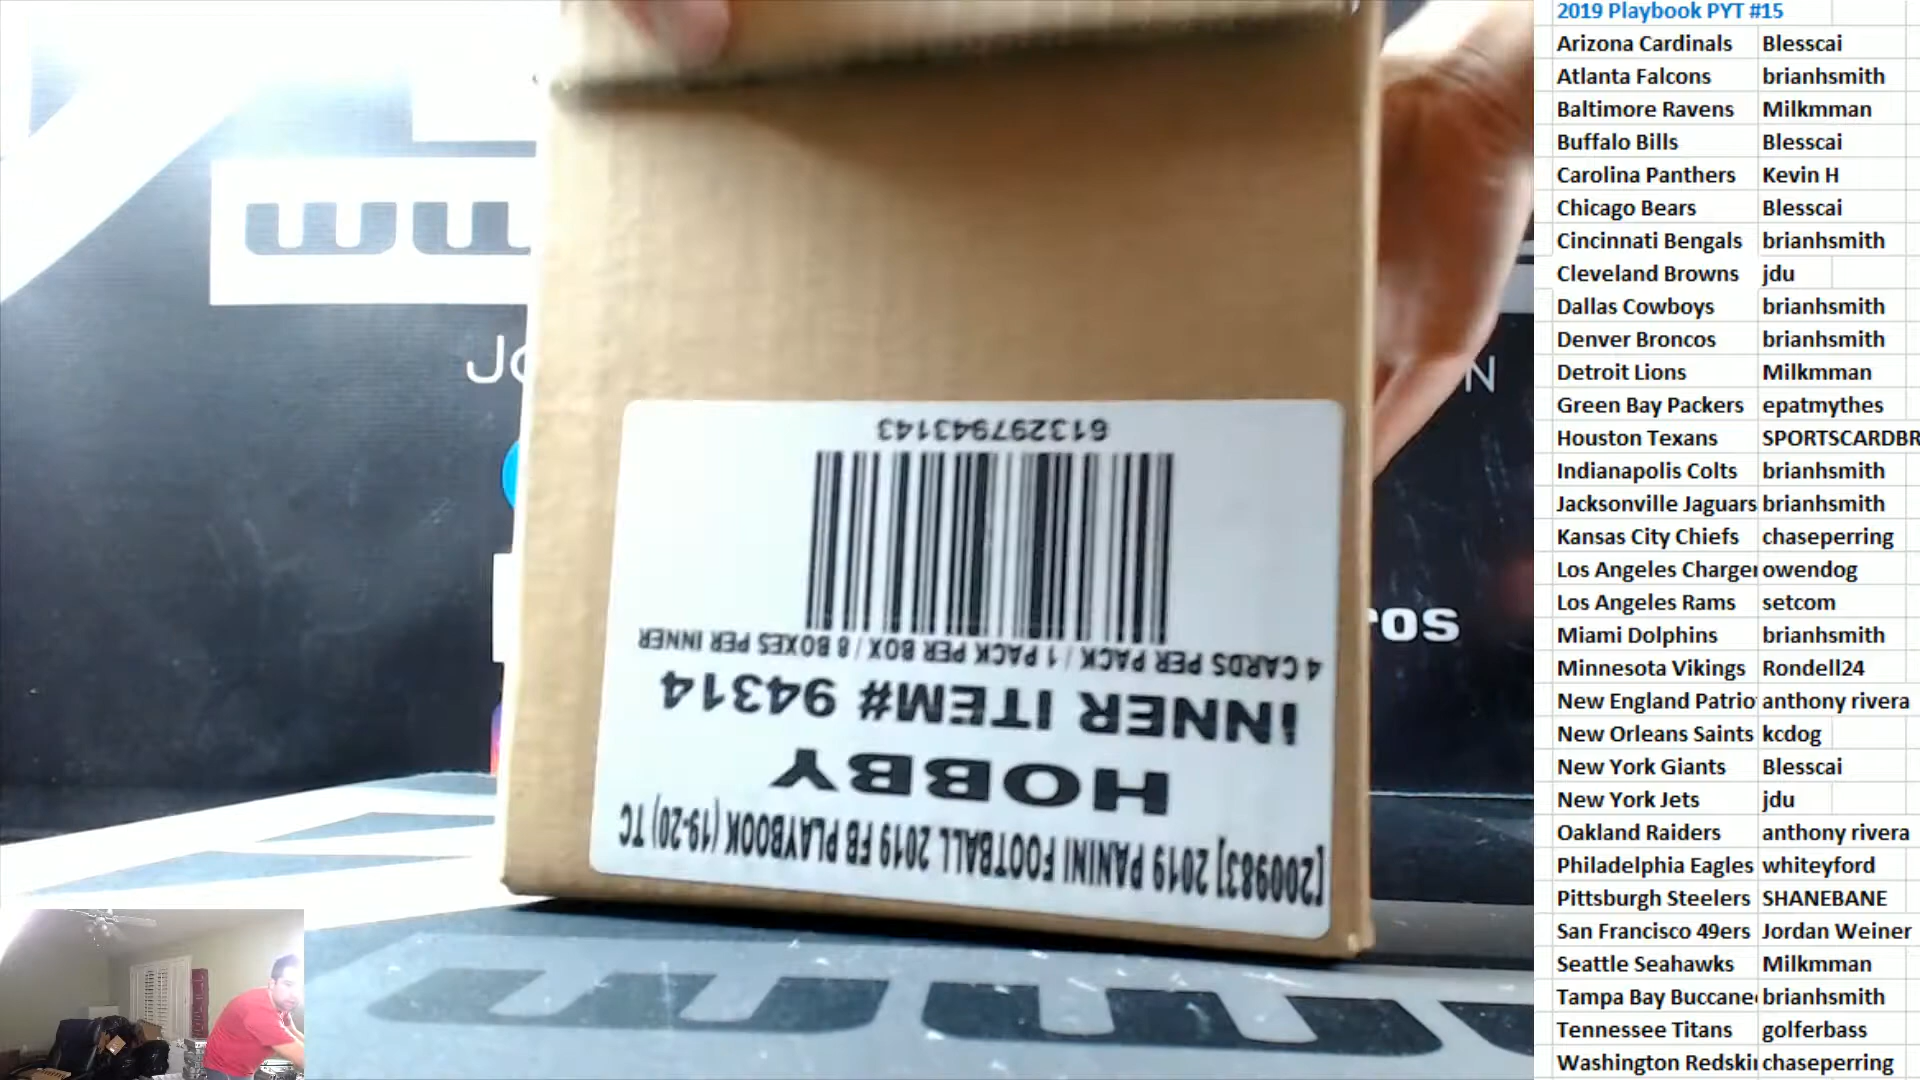 2019 Playbook PYT #15
Arizona Cardinals Blesscai
Atlanta Falcons brianhsmith
Baltimore Ravens Milkmman
Buffalo Bills Blesscai
Carolina Panthers Kevin H
Chicago Bears Blesscai
Cincinnati Bengals brianhsmith
Cleveland Browns jdu
Dallas Cowboys brianhsmith
Denver Broncos brianhsmith
Detroit Lions Milkmman
Green Bay Packers epatmythes
Houston Texans SPORTSCARDBR
Indianapolis Colts brianhsmith
Jacksonville Jaguars brianhsmith
Kansas City Chiefs chaseperring
Los Angeles Charger owendog
Los Angeles Rams setcom
Miami Dolphins brianhsmith
Minnesota Vikings Rondell24
New England Patrio anthony rivera
New Orleans Saints kcdog
New York Giants Blesscai
New York Jets jdu
Oakland Raiders anthony rivera
Philadelphia Eagles whiteyford
Pittsburgh Steelers SHANEBANE
San Francisco 49ers Jordan Weiner
Seattle Seahawks Milkmman
Tampa Bay Buccane brianhsmith
Tennessee Titans golferbass
Washington Redski chaseperring
[200983] 2019 PANINI FOOTBALL 2019 FB PLAYBOOK (19-20) TC
HOBBY
INNER ITEM# 94314
4 CARDS PER PACK / 1 PACK PER BOX / 8 BOXES PER INNER
613297943143